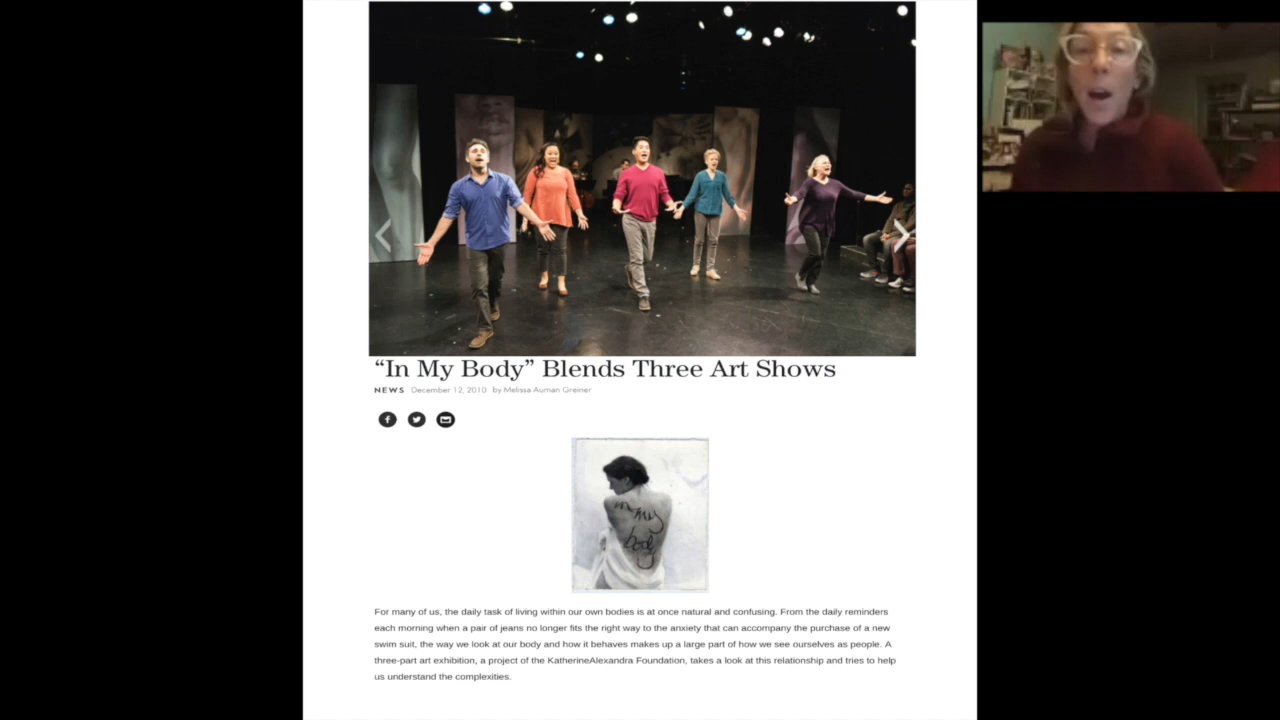 “In My Body” Blends Three Art Shows
NEWS December 12, 2010 by Melissa Auman Greiner
in my
body
For many of us, the daily task of living within our own bodies is at once natural and confusing. From the daily reminders
each morning when a pair of jeans no longer fits the right way to the anxiety that can accompany the purchase of a new
swim suit, the way we look at our body and how it behaves makes up a large part of how we see ourselves as people. A
three-part art exhibition, a project of the KatherineAlexandra Foundation, takes a look at this relationship and tries to help
us understand the complexities.